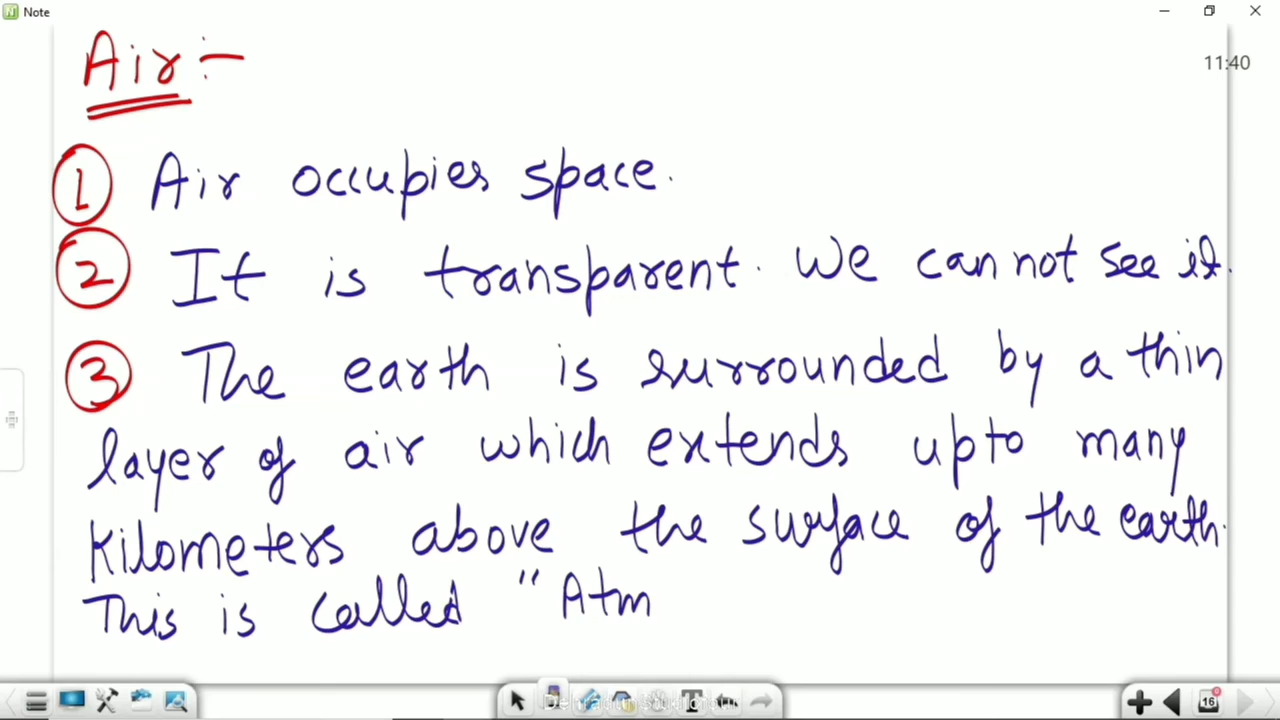 Note
Air :-
11:40
1 Air occupies space.
2 It is transparent. We can not see it.
3 The earth is surrounded by a thin
layer of air which extends upto many
kilometers above the surface of the earth.
This is called "Atm
16